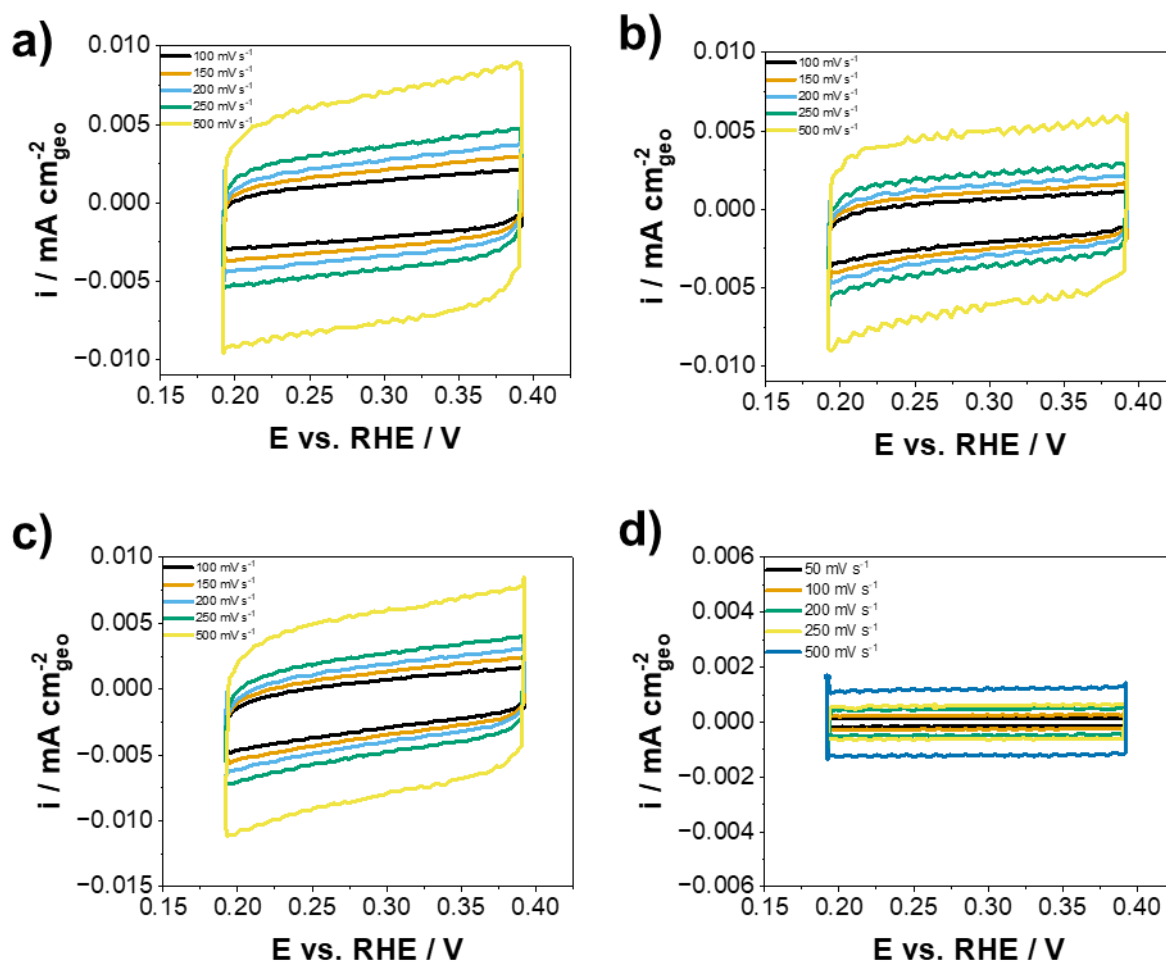 a)
0.010
0.005
0.000
−0.005
−0.010
i / mA cm⁻²geo
100 mV s⁻¹
150 mV s⁻¹
200 mV s⁻¹
250 mV s⁻¹
500 mV s⁻¹
0.15 0.20 0.25 0.30 0.35 0.40
E vs. RHE / V
b)
0.010
0.005
0.000
−0.005
−0.010
i / mA cm⁻²geo
100 mV s⁻¹
150 mV s⁻¹
200 mV s⁻¹
250 mV s⁻¹
500 mV s⁻¹
0.15 0.20 0.25 0.30 0.35 0.40
E vs. RHE / V
c)
0.010
0.005
0.000
−0.005
−0.010
−0.015
i / mA cm⁻²geo
100 mV s⁻¹
150 mV s⁻¹
200 mV s⁻¹
250 mV s⁻¹
500 mV s⁻¹
0.15 0.20 0.25 0.30 0.35 0.40
E vs. RHE / V
d)
0.006
0.004
0.002
0.000
−0.002
−0.004
−0.006
i / mA cm⁻²geo
50 mV s⁻¹
100 mV s⁻¹
200 mV s⁻¹
250 mV s⁻¹
500 mV s⁻¹
0.15 0.20 0.25 0.30 0.35 0.40
E vs. RHE / V